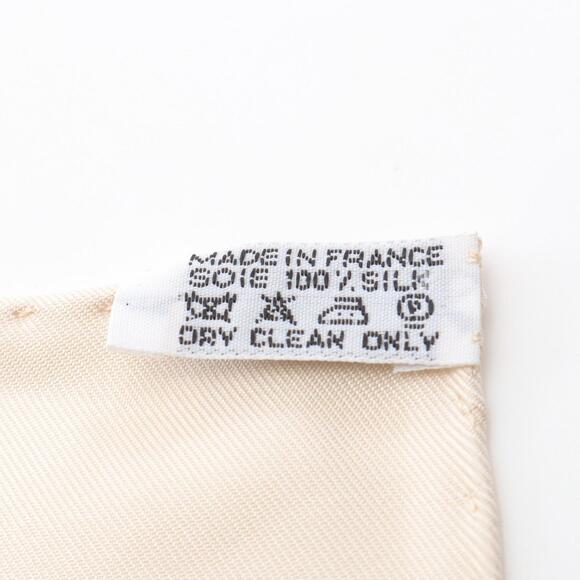 MADE IN FRANCE
SOIE 100% SILK
P
DRY CLEAN ONLY